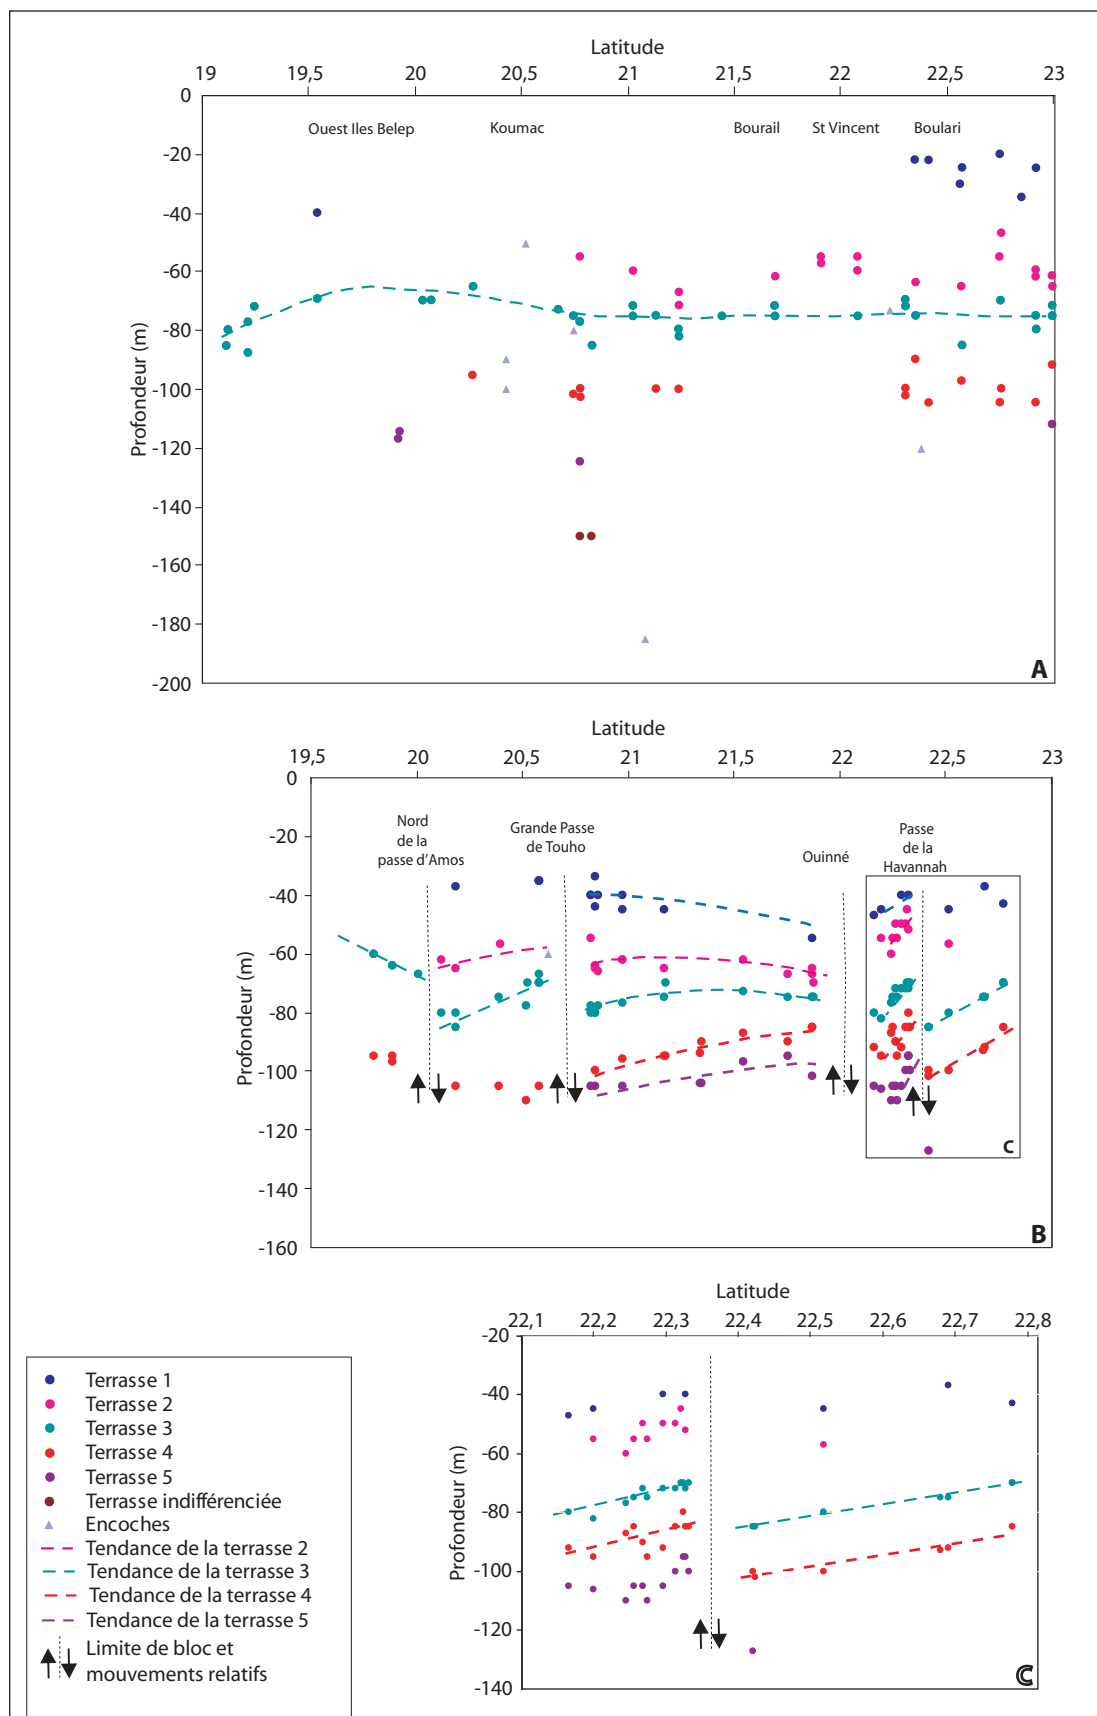 Latitude
19 19,5 20 20,5 21 21,5 22 22,5 23
0
Ouest Iles Belep Koumac Bourail St Vincent Boulari
-20
-40
-60
-80
-100
-120
-140
-160
-180
-200
Profondeur (m)
A
Latitude
19,5 20 20,5 21 21,5 22 22,5 23
0
-20
-40
-60
-80
-100
-120
-140
-160
Profondeur (m)
Nord
de la
passe d'Amos
Grande Passe
de Touho
Ouinné
Passe
de la
Havannah
C
B
Latitude
22,1 22,2 22,3 22,4 22,5 22,6 22,7 22,8
-20
-40
-60
-80
-100
-120
-140
Profondeur (m)
C
Terrasse 1
Terrasse 2
Terrasse 3
Terrasse 4
Terrasse 5
Terrasse indifférenciée
Encoches
Tendance de la terrasse 2
Tendance de la terrasse 3
Tendance de la terrasse 4
Tendance de la terrasse 5
Limite de bloc et
mouvements relatifs